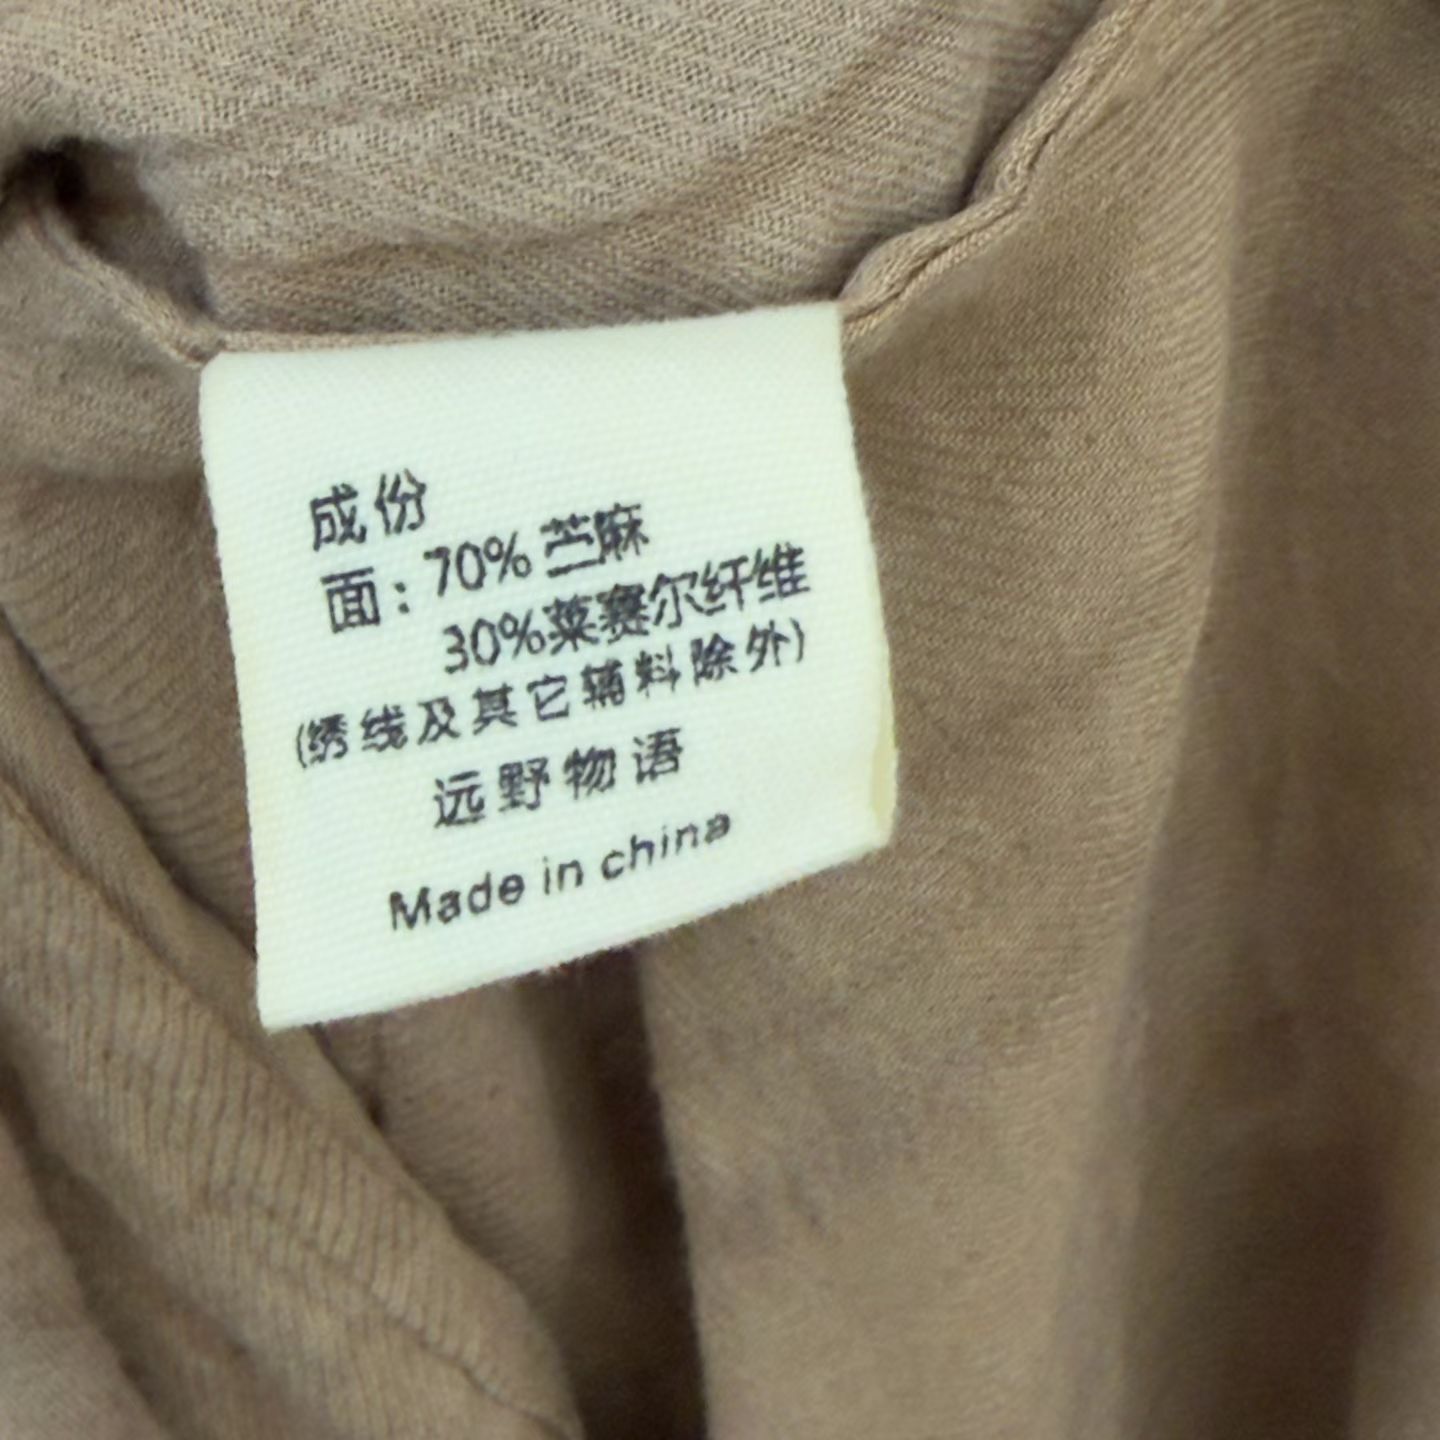 成份
面：70%苎麻
30%莱赛尔纤维
(绣线及其它辅料除外)
远野物语
Made in china